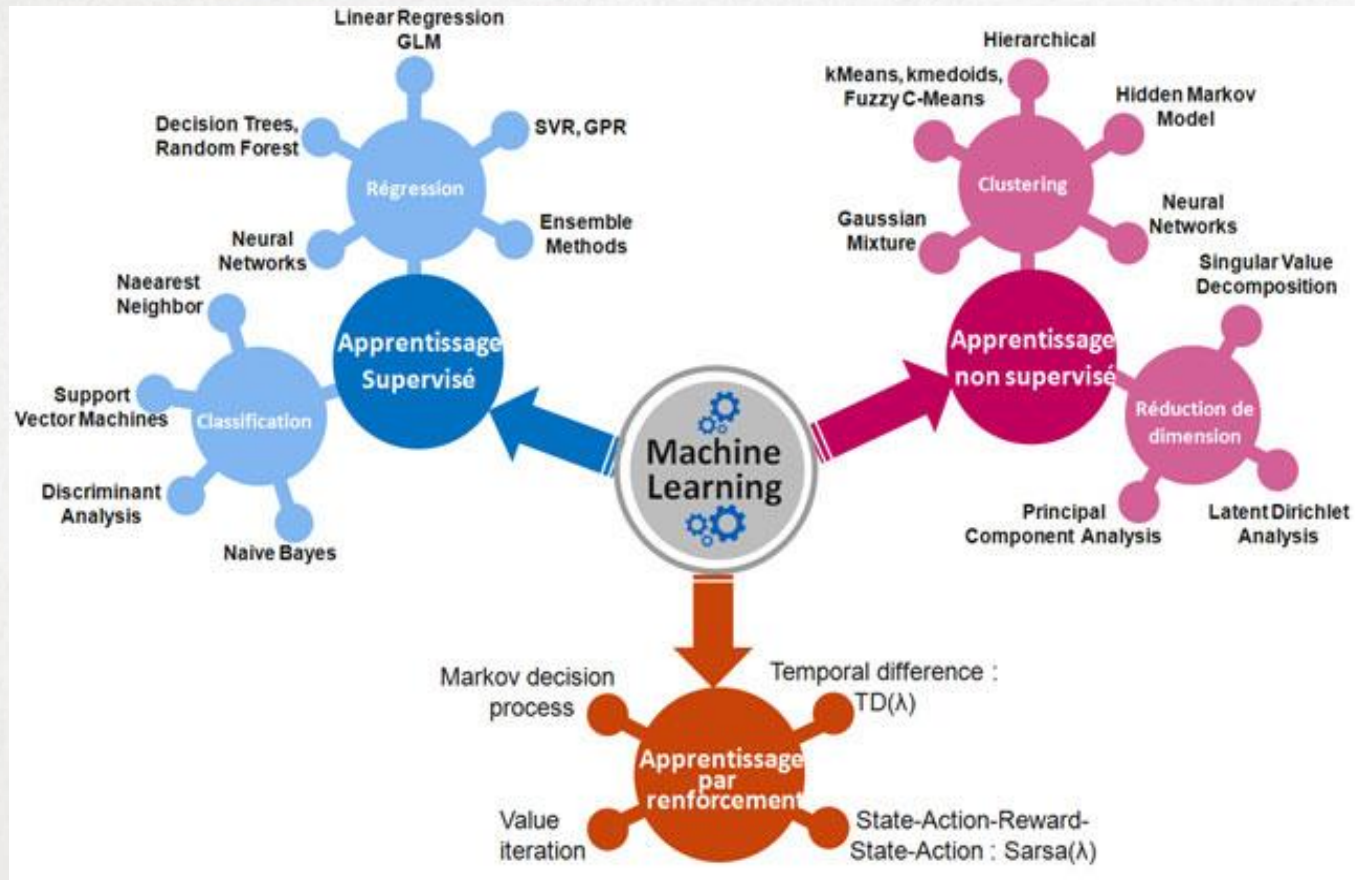 Linear Regression
GLM
Decision Trees,
Random Forest
SVR, GPR
Régression
Neural
Networks
Ensemble
Methods
Naearest
Neighbor
Apprentissage
Supervisé
Support
Vector Machines
Classification
Discriminant
Analysis
Naive Bayes
Machine
Learning
Hierarchical
kMeans, kmedoids,
Fuzzy C-Means
Hidden Markov
Model
Clustering
Gaussian
Mixture
Neural
Networks
Singular Value
Decomposition
Apprentissage
non supervisé
Réduction de
dimension
Principal
Component Analysis
Latent Dirichlet
Analysis
Markov decision
process
Temporal difference :
TD(λ)
Apprentissage
par
renforcement
Value
iteration
State-Action-Reward-
State-Action : Sarsa(λ)